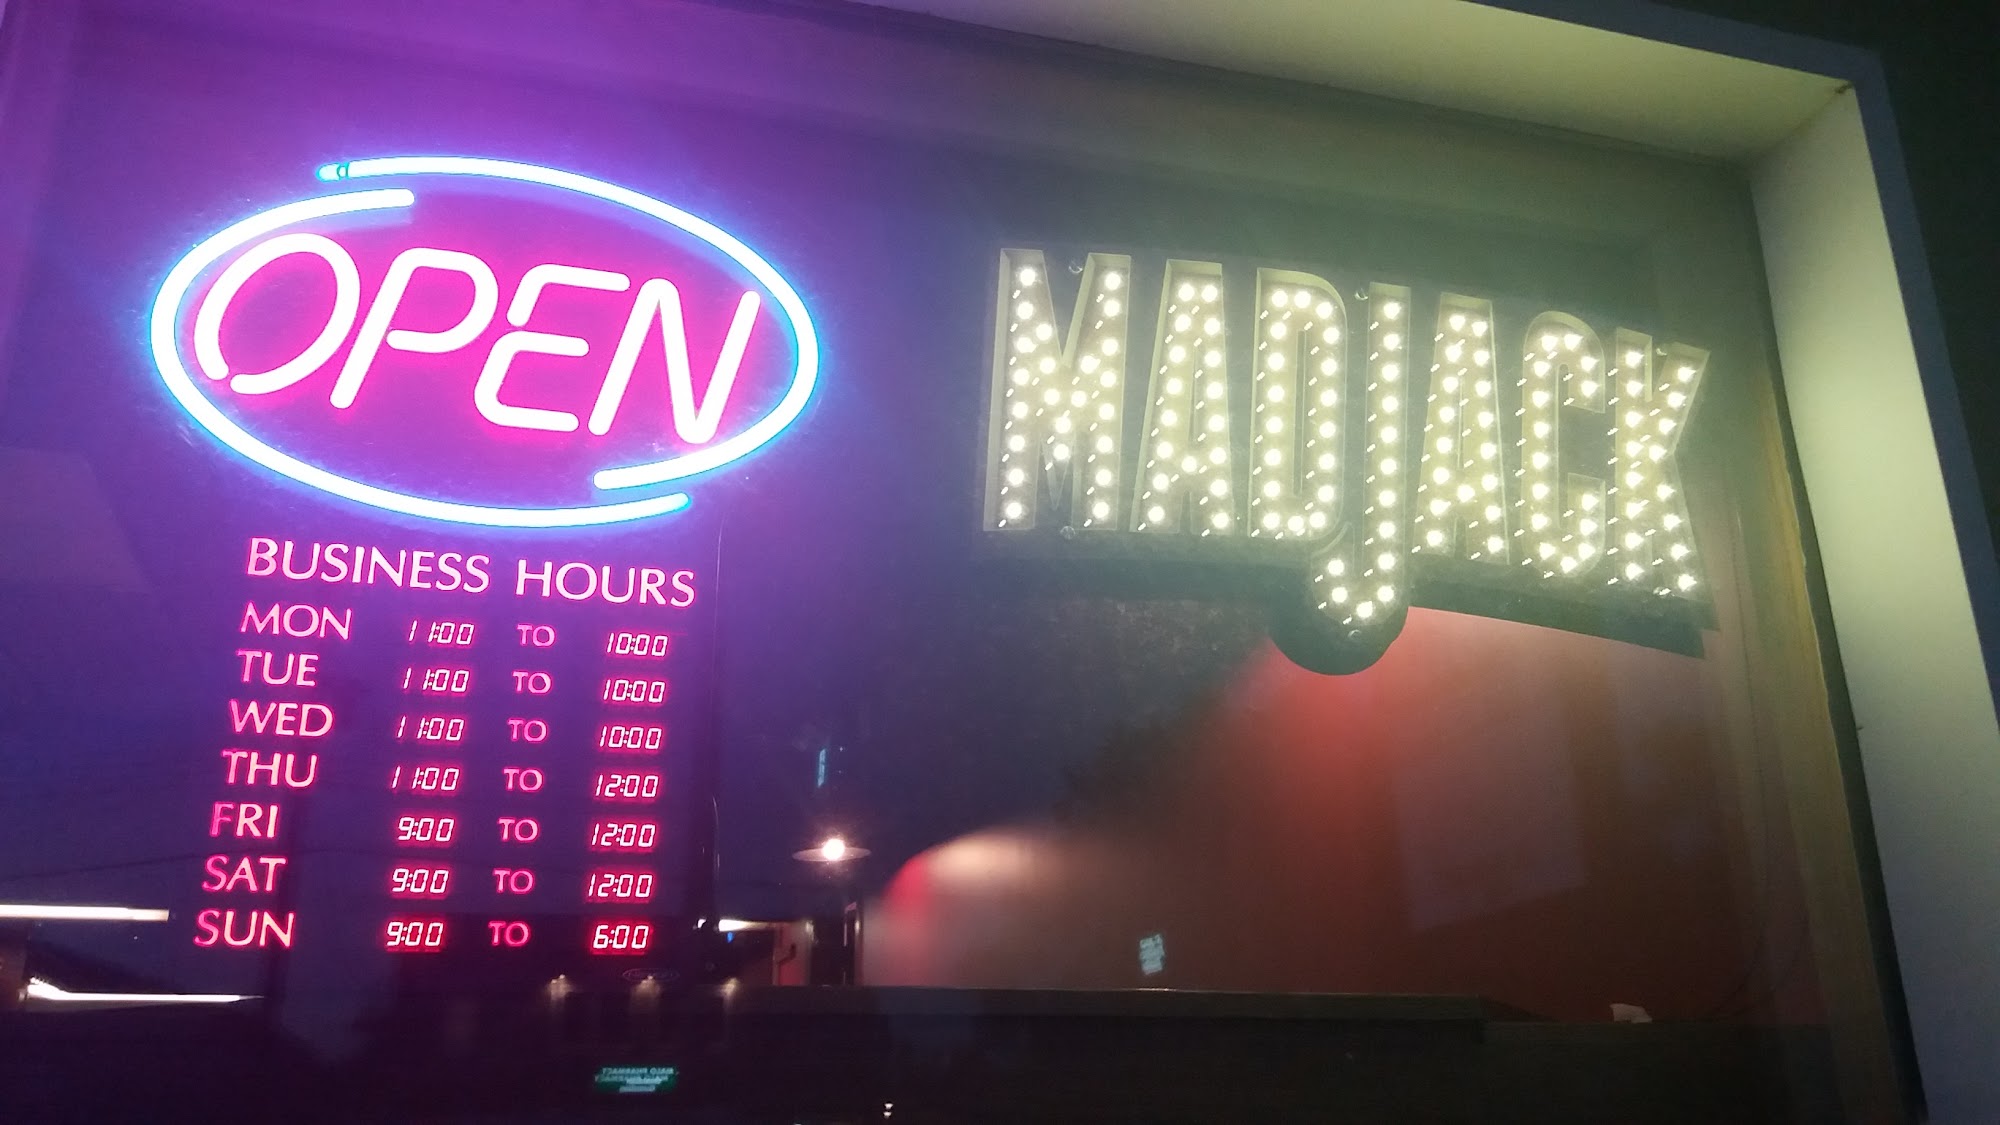 OPEN
MADJACK
BUSINESS HOURS
MON 11:00 TO 10:00
TUE 11:00 TO 10:00
WED 11:00 TO 10:00
THU 11:00 TO 12:00
FRI 9:00 TO 12:00
SAT 9:00 TO 12:00
SUN 9:00 TO 6:00